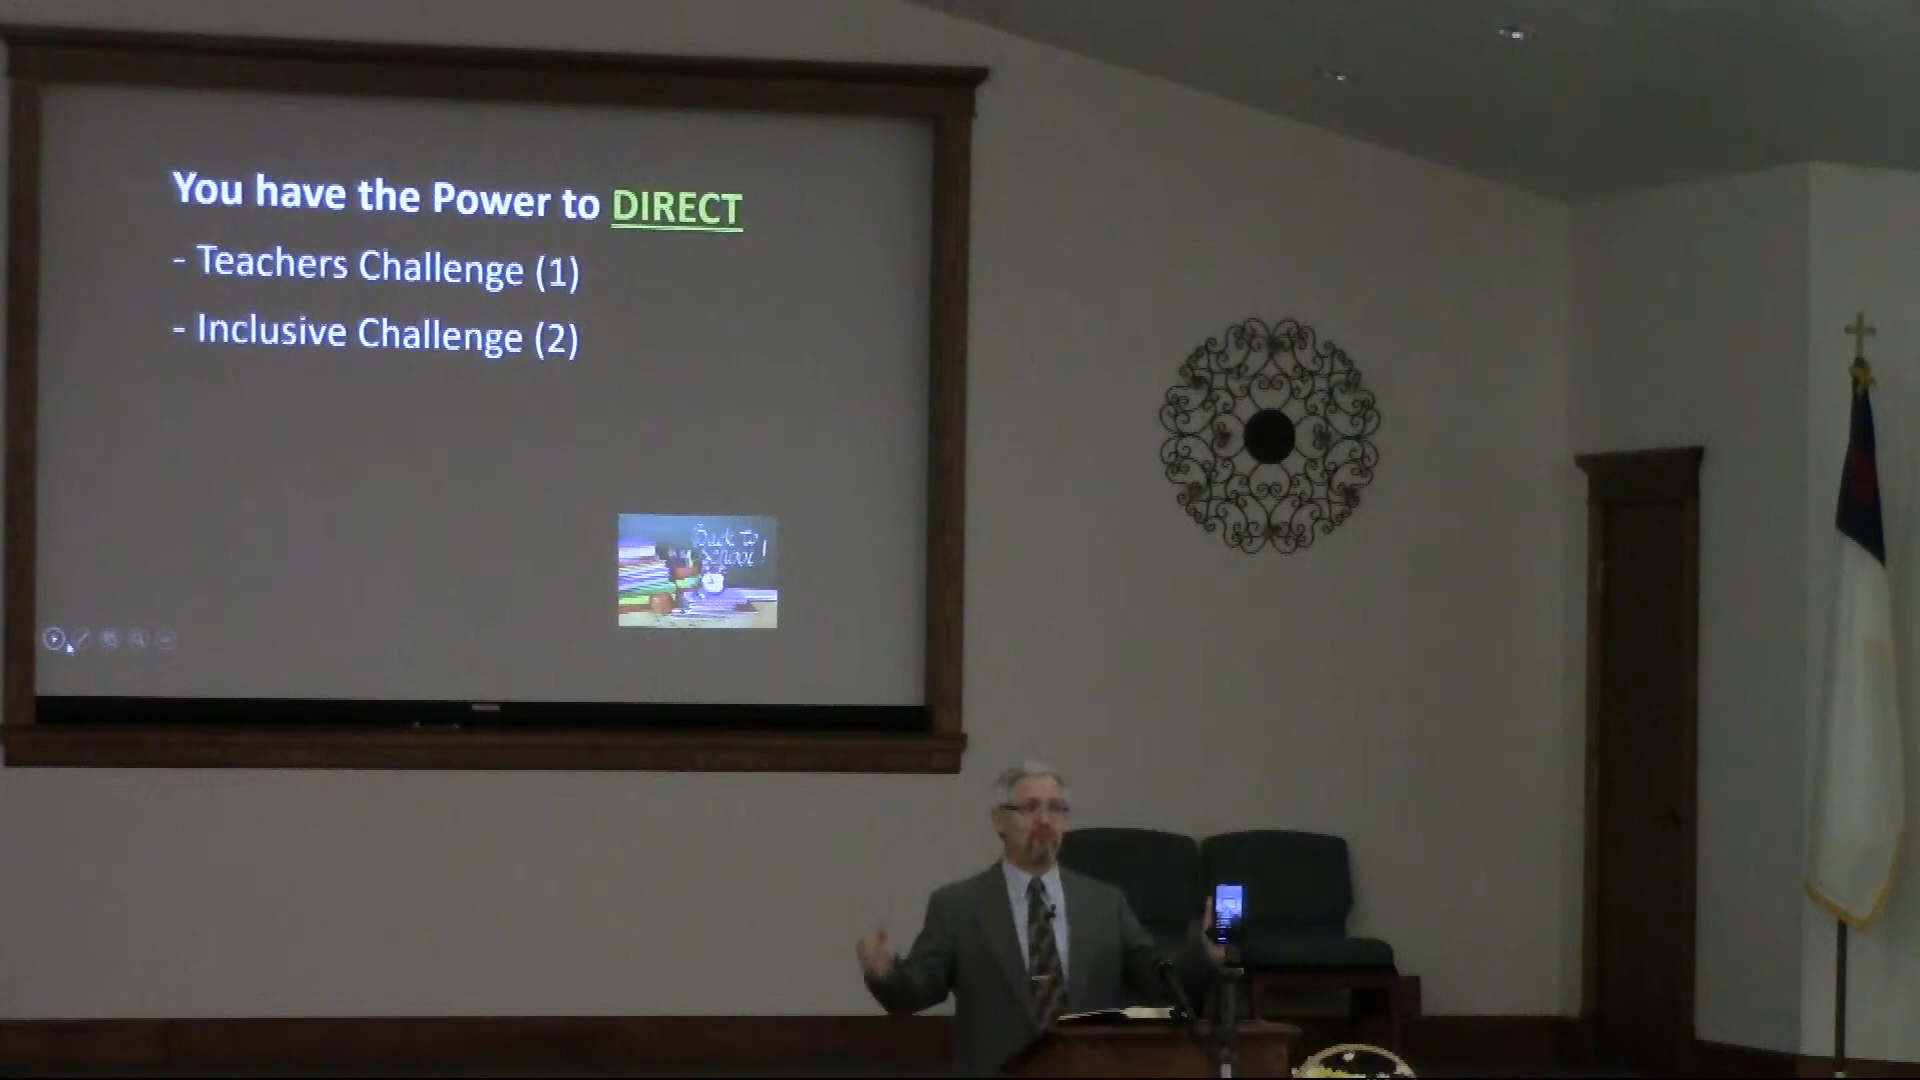 You have the Power to DIRECT
- Teachers Challenge (1)
- Inclusive Challenge (2)
Back to
School!